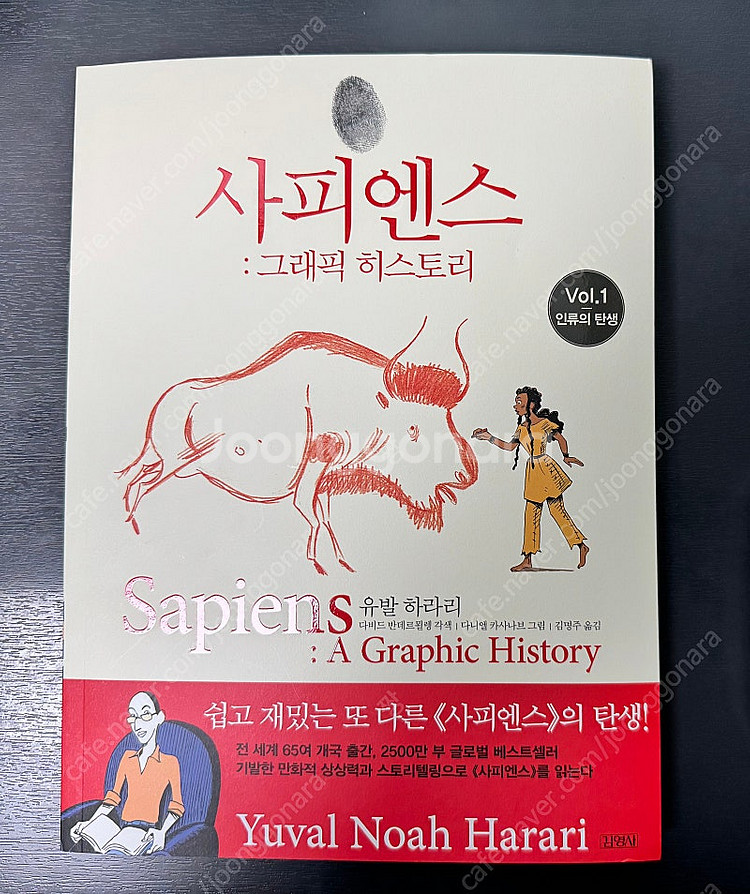 사피엔스
: 그래픽 히스토리
Vol.1
인류의 탄생
Joonggonara
Sapiens
유발 하라리
다비드 반데르묄렝 각색 | 다니엘 카사나브 그림 | 김명주 옮김
: A Graphic History
쉽고 재밌는 또 다른 《사피엔스》의 탄생!
전 세계 65여 개국 출간, 2500만 부 글로벌 베스트셀러
기발한 만화적 상상력과 스토리텔링으로 《사피엔스》를 읽는다
Yuval Noah Harari
김영사
cafe.naver.com/joonggonara